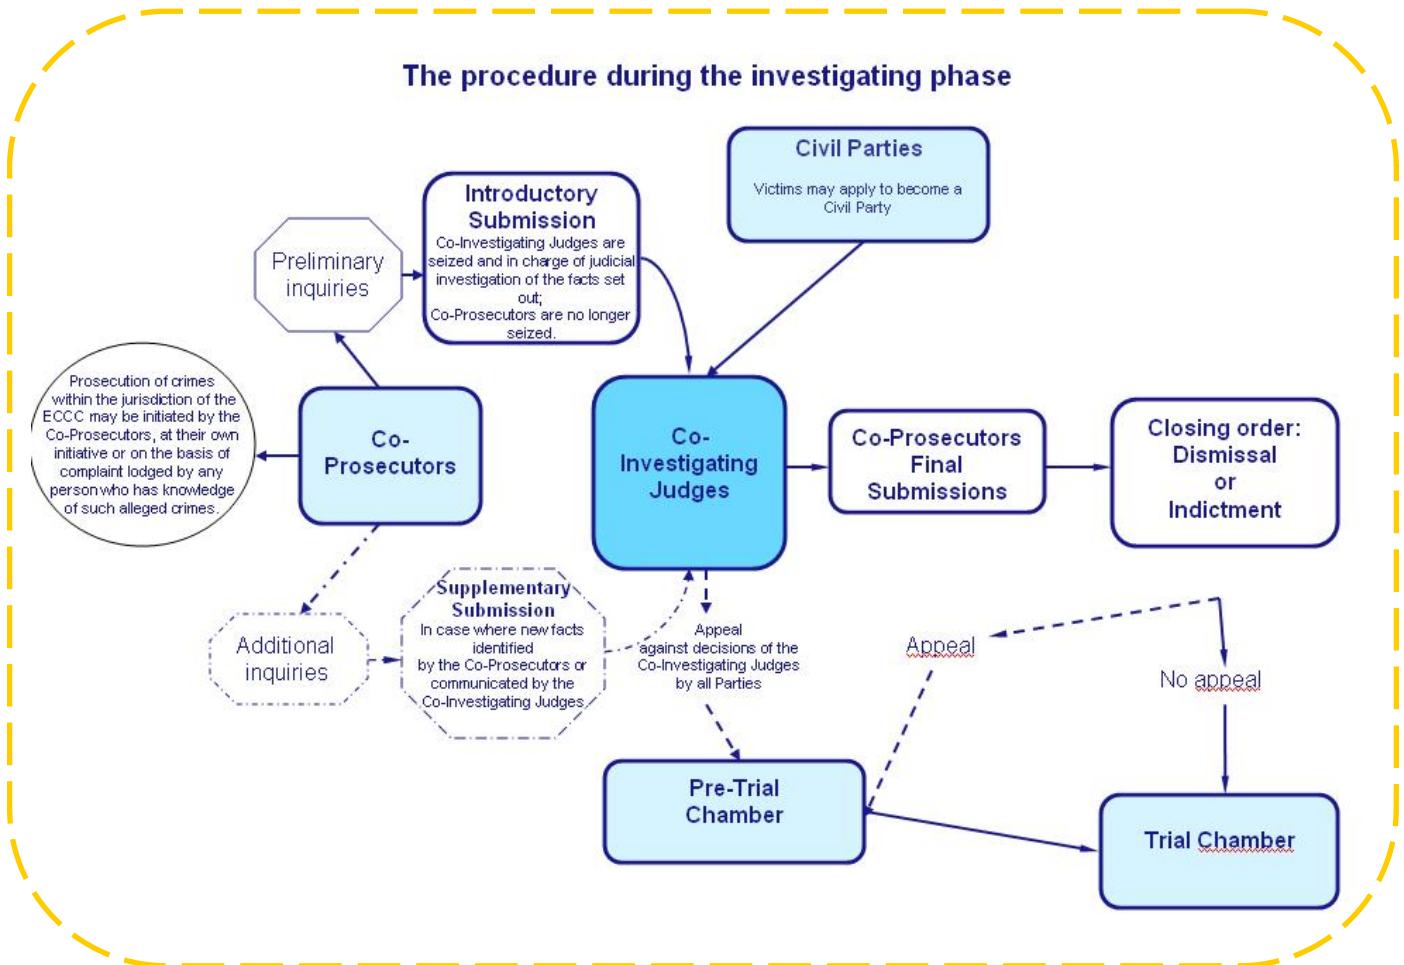 The procedure during the investigating phase
Civil Parties
Victims may apply to become a
Civil Party
Introductory
Submission
Co-Investigating Judges are
seized and in charge of judicial
investigation of the facts set
out;
Co-Prosecutors are no longer
seized.
Preliminary
inquiries
Prosecution of crimes
within the jurisdiction of the
ECCC may be initiated by the
Co-Prosecutors, at their own
initiative or on the basis of
complaint lodged by any
person who has knowledge
of such alleged crimes.
Co-
Prosecutors
Co-
Investigating
Judges
Co-Prosecutors
Final
Submissions
Closing order:
Dismissal
or
Indictment
Additional
inquiries
Supplementary
Submission
In case where new facts
identified
by the Co-Prosecutors or
communicated by the
Co-Investigating Judges
Appeal
against decisions of the
Co-Investigating Judges
by all Parties
Appeal
No appeal
Pre-Trial
Chamber
Trial Chamber